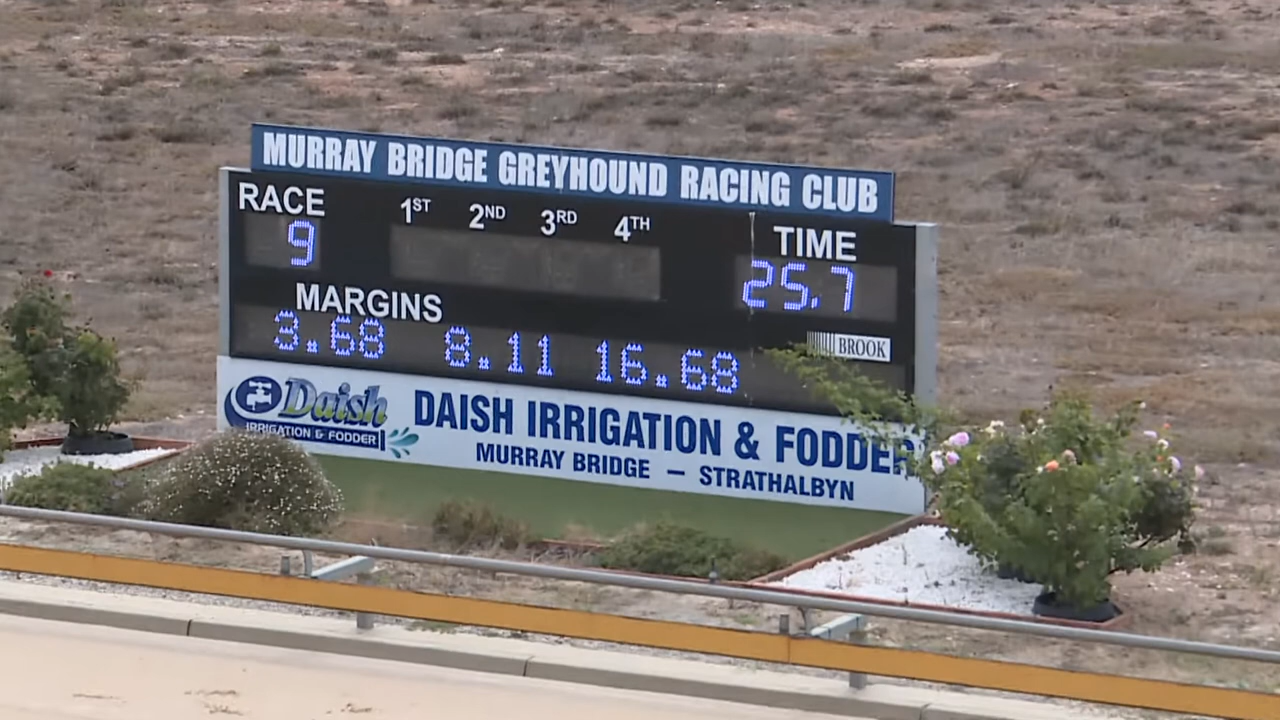 MURRAY BRIDGE GREYHOUND RACING CLUB
RACE 1ST 2ND 3RD 4TH TIME
9 25.7
MARGINS
3.68 8.11 16.68
BROOK
Daish
IRRIGATION & FODDER
DAISH IRRIGATION & FODDER
MURRAY BRIDGE — STRATHALBYN